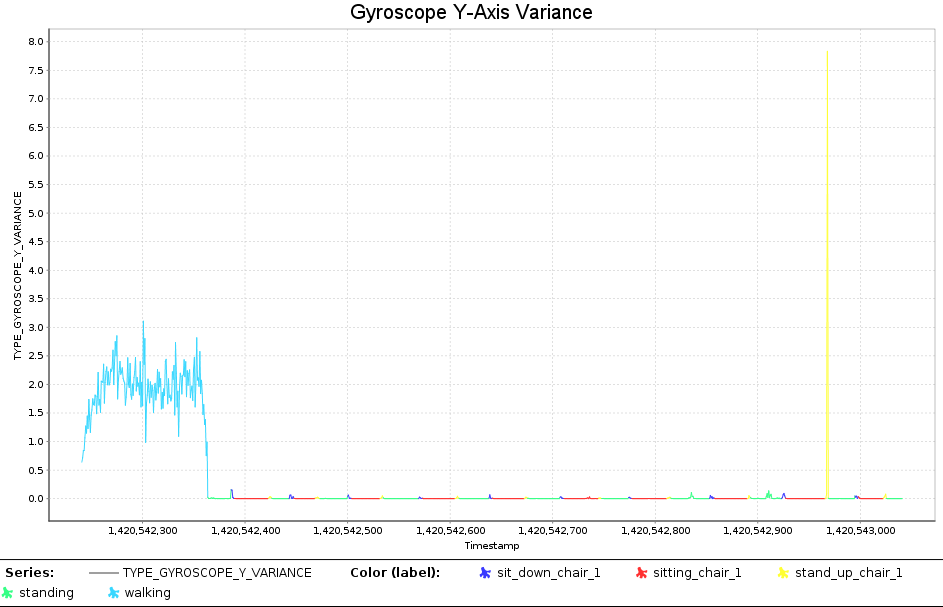 Gyroscope Y-Axis Variance
TYPE_GYROSCOPE_Y_VARIANCE
8.0
7.5
7.0
6.5
6.0
5.5
5.0
4.5
4.0
3.5
3.0
2.5
2.0
1.5
1.0
0.5
0.0
1,420,542,300 1,420,542,400 1,420,542,500 1,420,542,600 1,420,542,700 1,420,542,800 1,420,542,900 1,420,543,000
Timestamp
Series: TYPE_GYROSCOPE_Y_VARIANCE Color (label): sit_down_chair_1 sitting_chair_1 stand_up_chair_1
standing walking